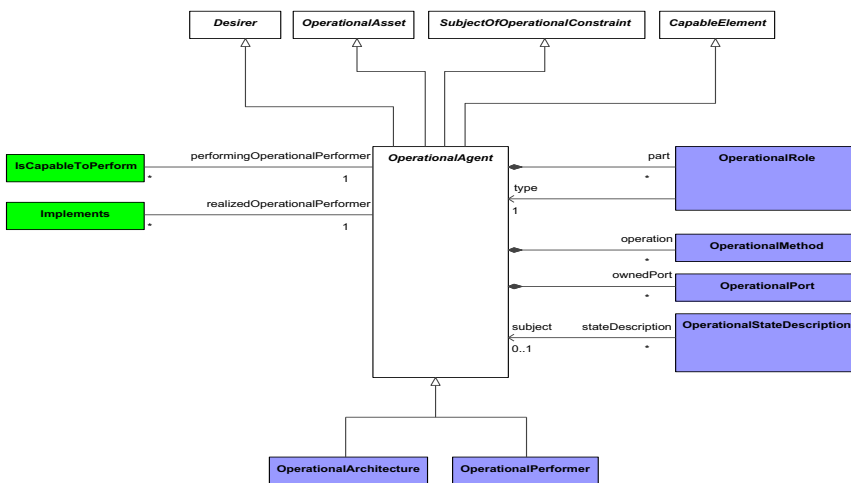 Desirer
OperationalAsset
SubjectOfOperationalConstraint
CapableElement
performingOperationalPerformer
OperationalAgent
part
OperationalRole
IsCapableToPerform
*
1
*
type
1
realizedOperationalPerformer
Implements
*
1
operation
OperationalMethod
*
ownedPort
OperationalPort
*
subject
stateDescription
OperationalStateDescription
0..1
*
OperationalArchitecture
OperationalPerformer